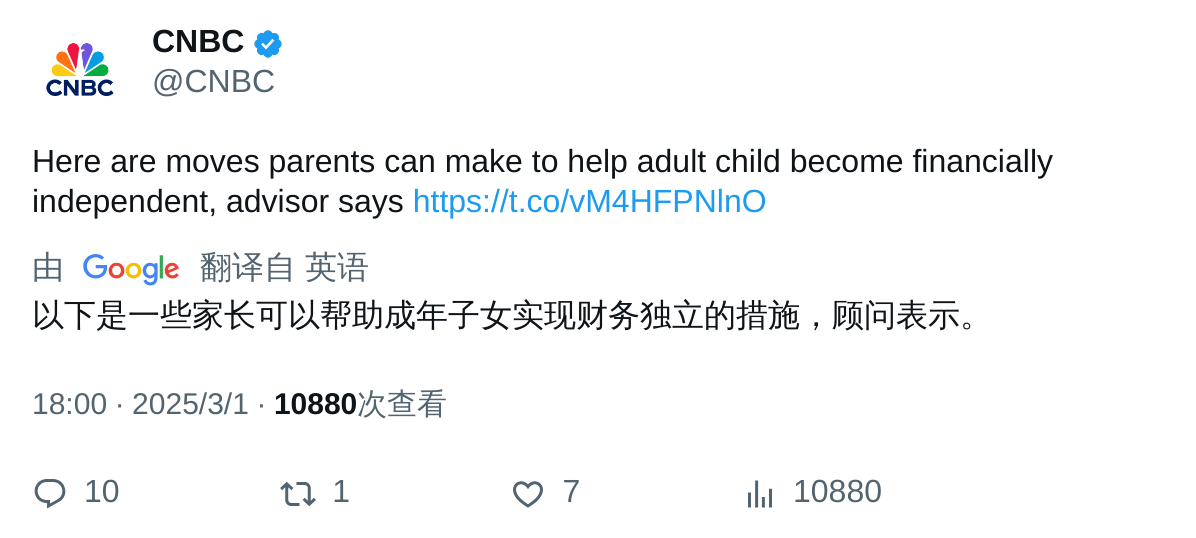 CNBC
CNBC
@CNBC
Here are moves parents can make to help adult child become financially
independent, advisor says https://t.co/vM4HFPNlnO
由 Google 翻译自 英语
以下是一些家长可以帮助成年子女实现财务独立的措施，顾问表示。
18:00 · 2025/3/1 · 10880次查看
10 1 7 10880